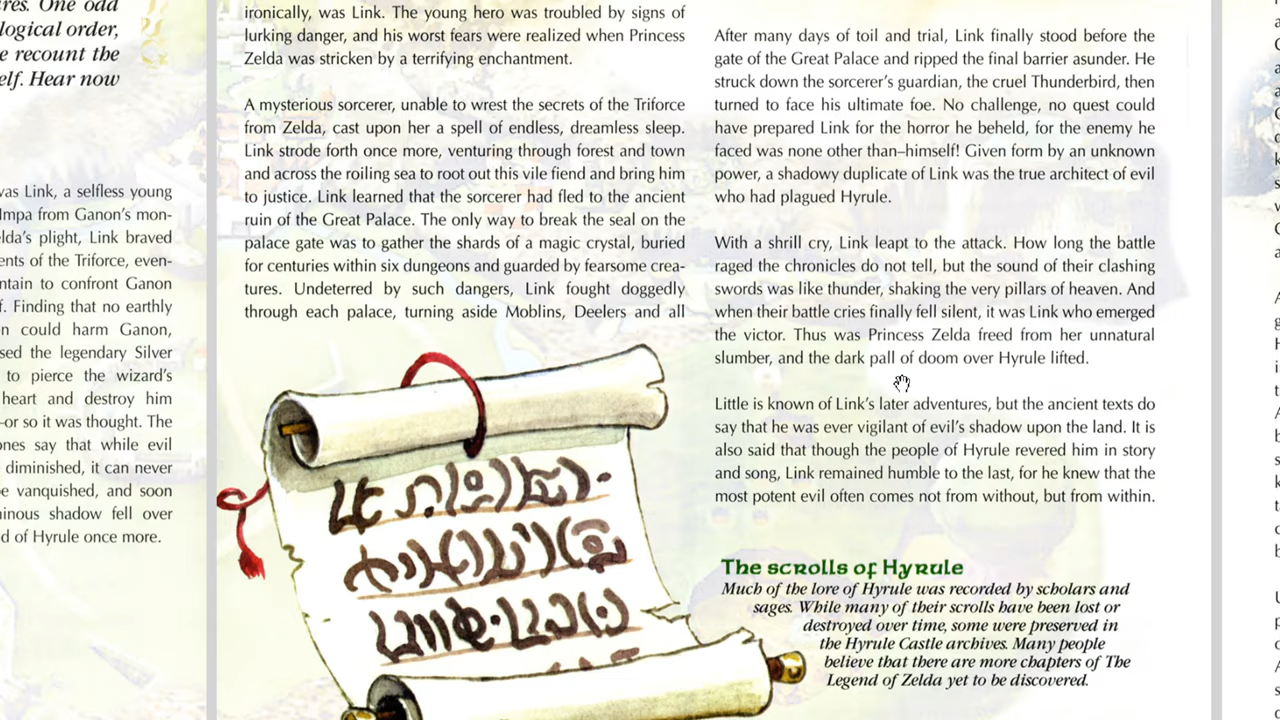 res. One odd
logical order,
e recount the
elf. Hear now
was Link, a selfless young
Impa from Ganon's mon-
elda's plight, Link braved
ents of the Triforce, even-
ntain to confront Ganon
f. Finding that no earthly
n could harm Ganon,
sed the legendary Silver
to pierce the wizard's
heart and destroy him
–or so it was thought. The
ones say that while evil
diminished, it can never
e vanquished, and soon
minous shadow fell over
d of Hyrule once more.
ironically, was Link. The young hero was troubled by signs of
lurking danger, and his worst fears were realized when Princess
Zelda was stricken by a terrifying enchantment.
A mysterious sorcerer, unable to wrest the secrets of the Triforce
from Zelda, cast upon her a spell of endless, dreamless sleep.
Link strode forth once more, venturing through forest and town
and across the roiling sea to root out this vile fiend and bring him
to justice. Link learned that the sorcerer had fled to the ancient
ruin of the Great Palace. The only way to break the seal on the
palace gate was to gather the shards of a magic crystal, buried
for centuries within six dungeons and guarded by fearsome crea-
tures. Undeterred by such dangers, Link fought doggedly
through each palace, turning aside Moblins, Deelers and all
After many days of toil and trial, Link finally stood before the
gate of the Great Palace and ripped the final barrier asunder. He
struck down the sorcerer's guardian, the cruel Thunderbird, then
turned to face his ultimate foe. No challenge, no quest could
have prepared Link for the horror he beheld, for the enemy he
faced was none other than–himself! Given form by an unknown
power, a shadowy duplicate of Link was the true architect of evil
who had plagued Hyrule.
With a shrill cry, Link leapt to the attack. How long the battle
raged the chronicles do not tell, but the sound of their clashing
swords was like thunder, shaking the very pillars of heaven. And
when their battle cries finally fell silent, it was Link who emerged
the victor. Thus was Princess Zelda freed from her unnatural
slumber, and the dark pall of doom over Hyrule lifted.
Little is known of Link's later adventures, but the ancient texts do
say that he was ever vigilant of evil's shadow upon the land. It is
also said that though the people of Hyrule revered him in story
and song, Link remained humble to the last, for he knew that the
most potent evil often comes not from without, but from within.
The scrolls of Hyrule
Much of the lore of Hyrule was recorded by scholars and
sages. While many of their scrolls have been lost or
destroyed over time, some were preserved in
the Hyrule Castle archives. Many people
believe that there are more chapters of The
Legend of Zelda yet to be discovered.